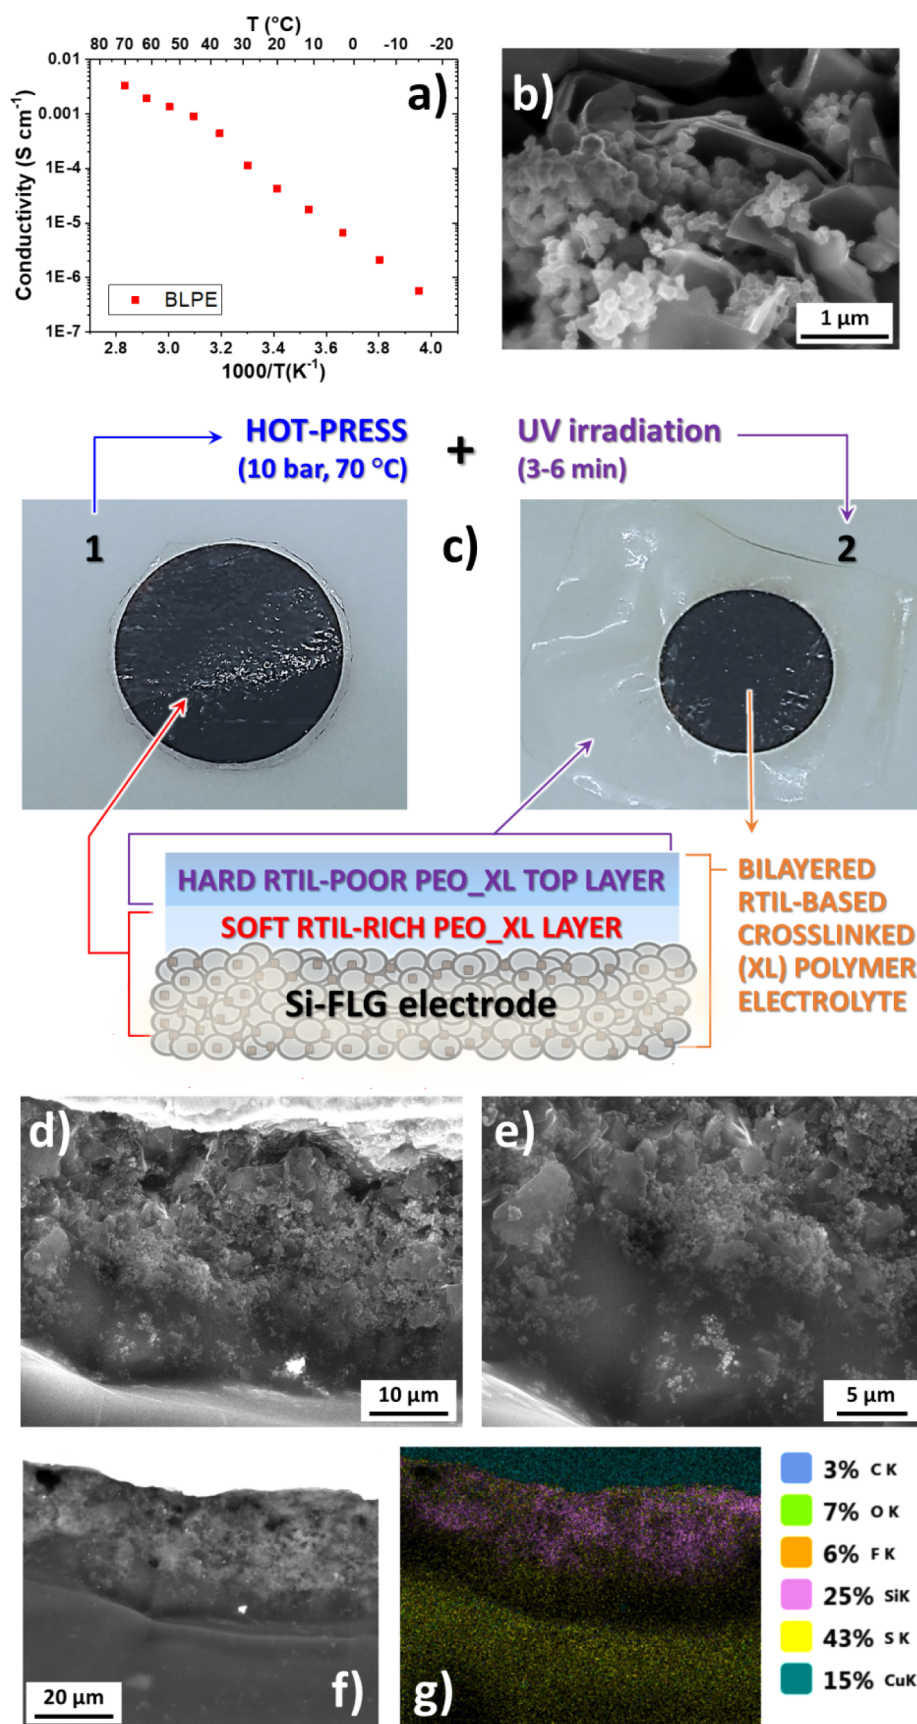 T (°C)
80 70 60 50 40 30 20 10 0 -10 -20
0.01
0.001
1E-4
1E-5
1E-6
1E-7
Conductivity (S cm⁻¹)
a)
BLPE
2.8 3.0 3.2 3.4 3.6 3.8 4.0
1000/T(K⁻¹)
b)
1 µm
HOT-PRESS
(10 bar, 70 °C)
+
UV irradiation
(3-6 min)
1
c)
2
HARD RTIL-POOR PEO_XL TOP LAYER
SOFT RTIL-RICH PEO_XL LAYER
Si-FLG electrode
BILAYERED
RTIL-BASED
CROSSLINKED
(XL) POLYMER
ELECTROLYTE
d)
10 µm
e)
5 µm
20 µm
f)
g)
3% C K
7% O K
6% F K
25% SiK
43% S K
15% CuK